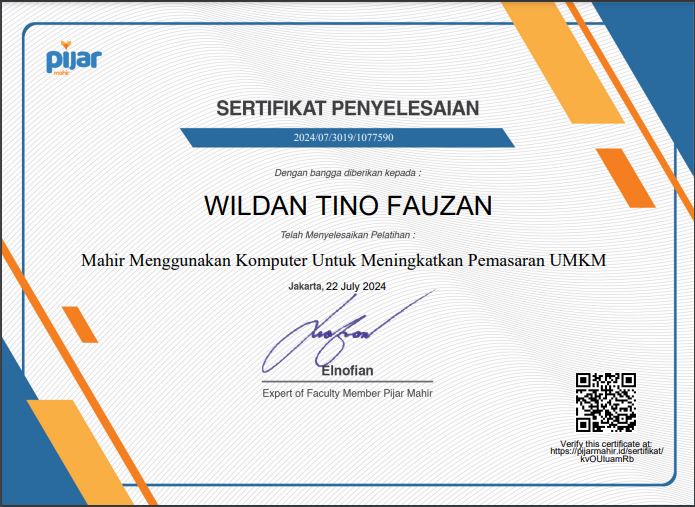 pijar
mahir
SERTIFIKAT PENYELESAIAN
2024/07/3019/1077590
Dengan bangga diberikan kepada :
WILDAN TINO FAUZAN
Telah Menyelesaikan Pelatihan :
Mahir Menggunakan Komputer Untuk Meningkatkan Pemasaran UMKM
Jakarta, 22 July 2024
Elnofian
Expert of Faculty Member Pijar Mahir
Verify this certificate at:
https://pijarmahir.id/sertifikat/
kvOUIuamRb